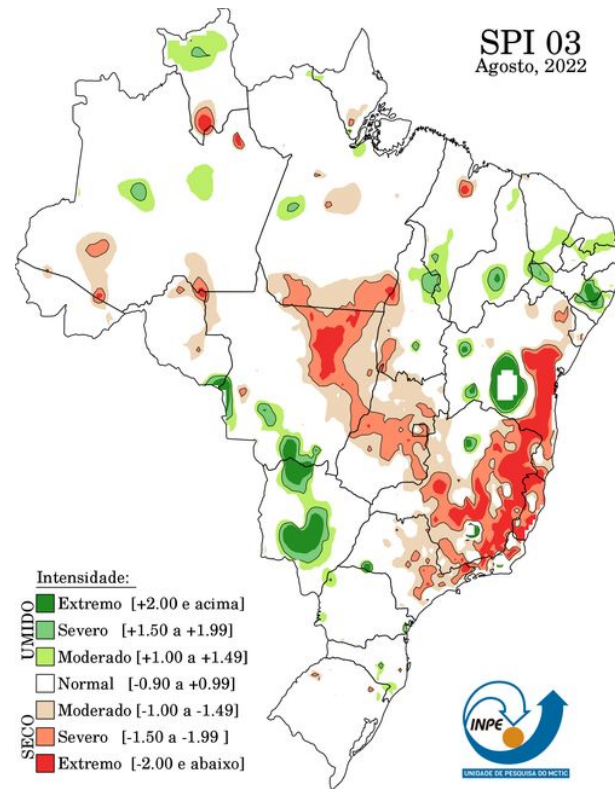 SPI 03
Agosto, 2022
Intensidade:
UMIDO
Extremo [+2.00 e acima]
Severo [+1.50 a +1.99]
Moderado [+1.00 a +1.49]
Normal [-0.90 a +0.99]
SECO
Moderado [-1.00 a -1.49]
Severo [-1.50 a -1.99 ]
Extremo [-2.00 e abaixo]
INPE
UNIDADE DE PESQUISA DO MCTIC